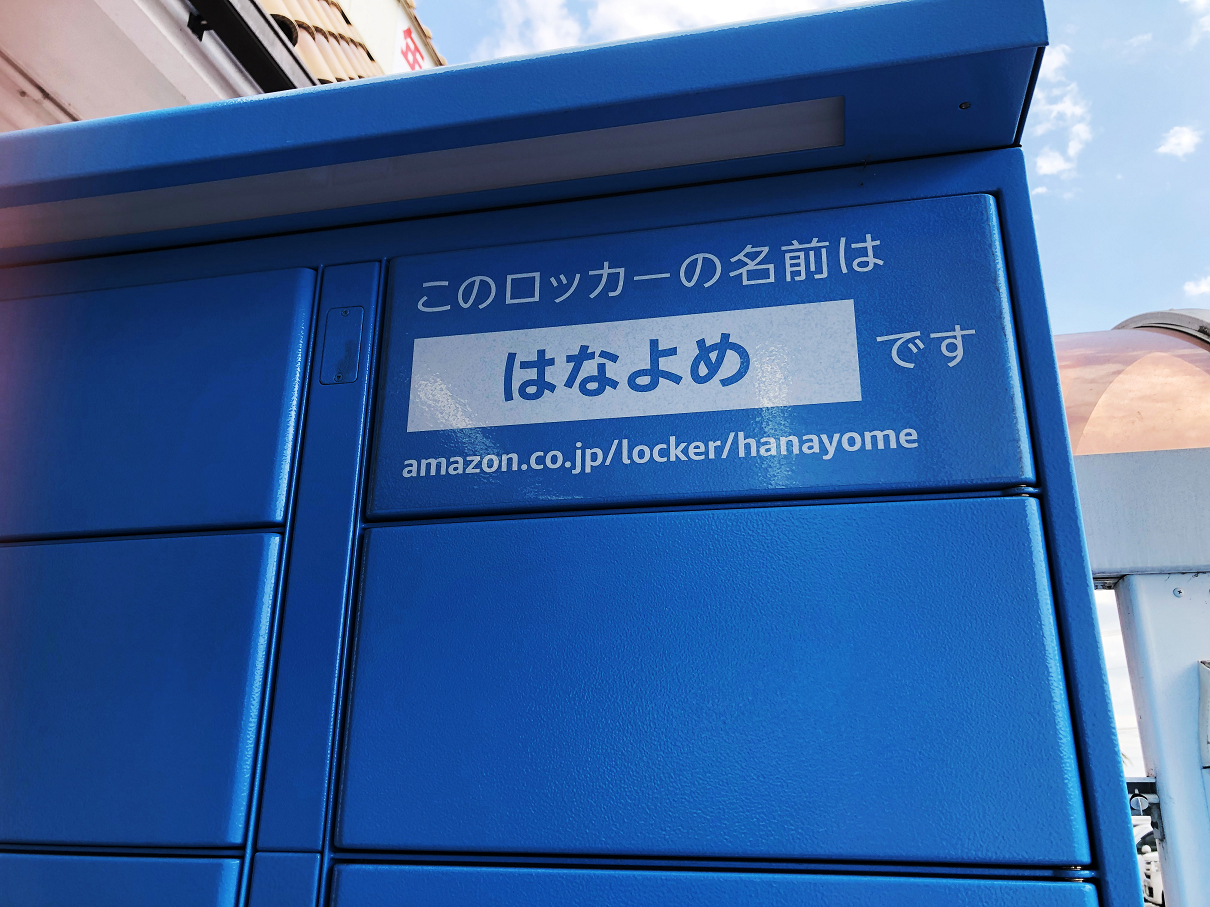 このロッカーの名前は
はなよめ です
amazon.co.jp/locker/hanayome